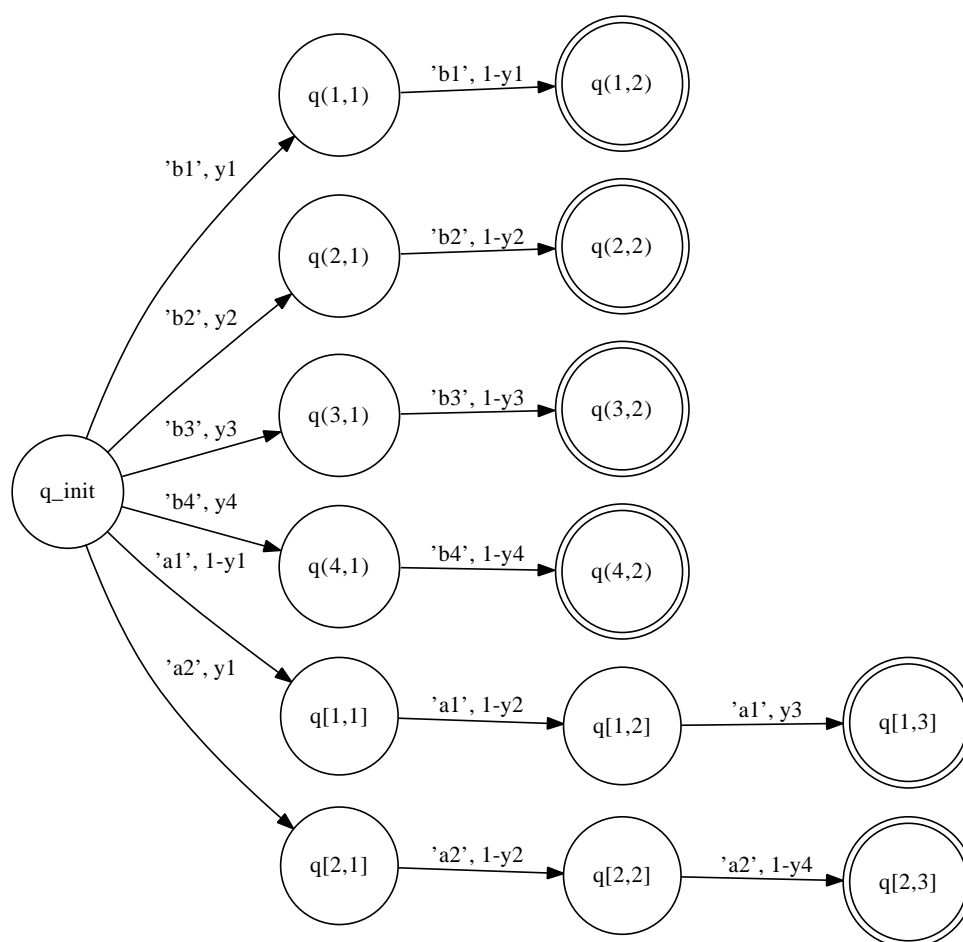 q(1,1)
’b1’, 1-y1
q(1,2)
’b1’, y1
q(2,1)
’b2’, 1-y2
q(2,2)
’b2’, y2
q(3,1)
’b3’, 1-y3
q(3,2)
’b3’, y3
q_init
’b4’, y4
q(4,1)
’b4’, 1-y4
q(4,2)
’a1’, 1-y1
’a2’, y1
q[1,1]
’a1’, 1-y2
q[1,2]
’a1’, y3
q[1,3]
q[2,1]
’a2’, 1-y2
q[2,2]
’a2’, 1-y4
q[2,3]